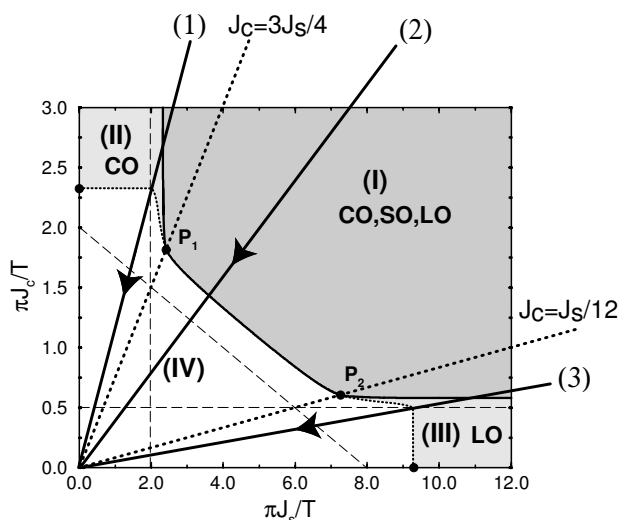 (1)
J_C=3J_S/4
(2)
3.0
2.5
2.0
1.5
1.0
0.5
0.0
πJ_c/T
(II)
CO
(I)
CO,SO,LO
P_1
J_C=J_S/12
(IV)
P_2
(3)
(III) LO
0.0 2.0 4.0 6.0 8.0 10.0 12.0
πJ_s/T